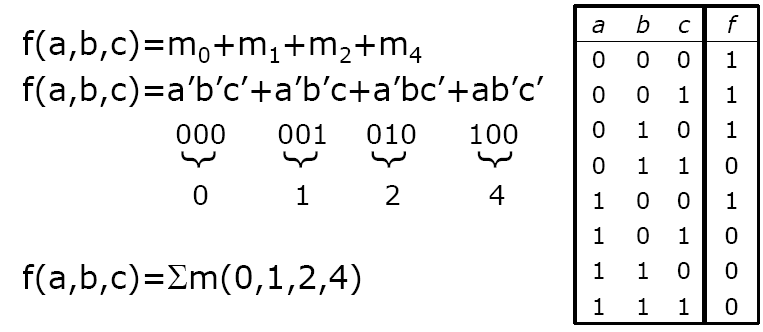 f(a,b,c)=m₀+m₁+m₂+m₄
f(a,b,c)=a′b′c′+a′b′c+a′bc′+ab′c′
000 001 010 100
0 1 2 4
f(a,b,c)=Σm(0,1,2,4)
a b c f
0 0 0 1
0 0 1 1
0 1 0 1
0 1 1 0
1 0 0 1
1 0 1 0
1 1 0 0
1 1 1 0